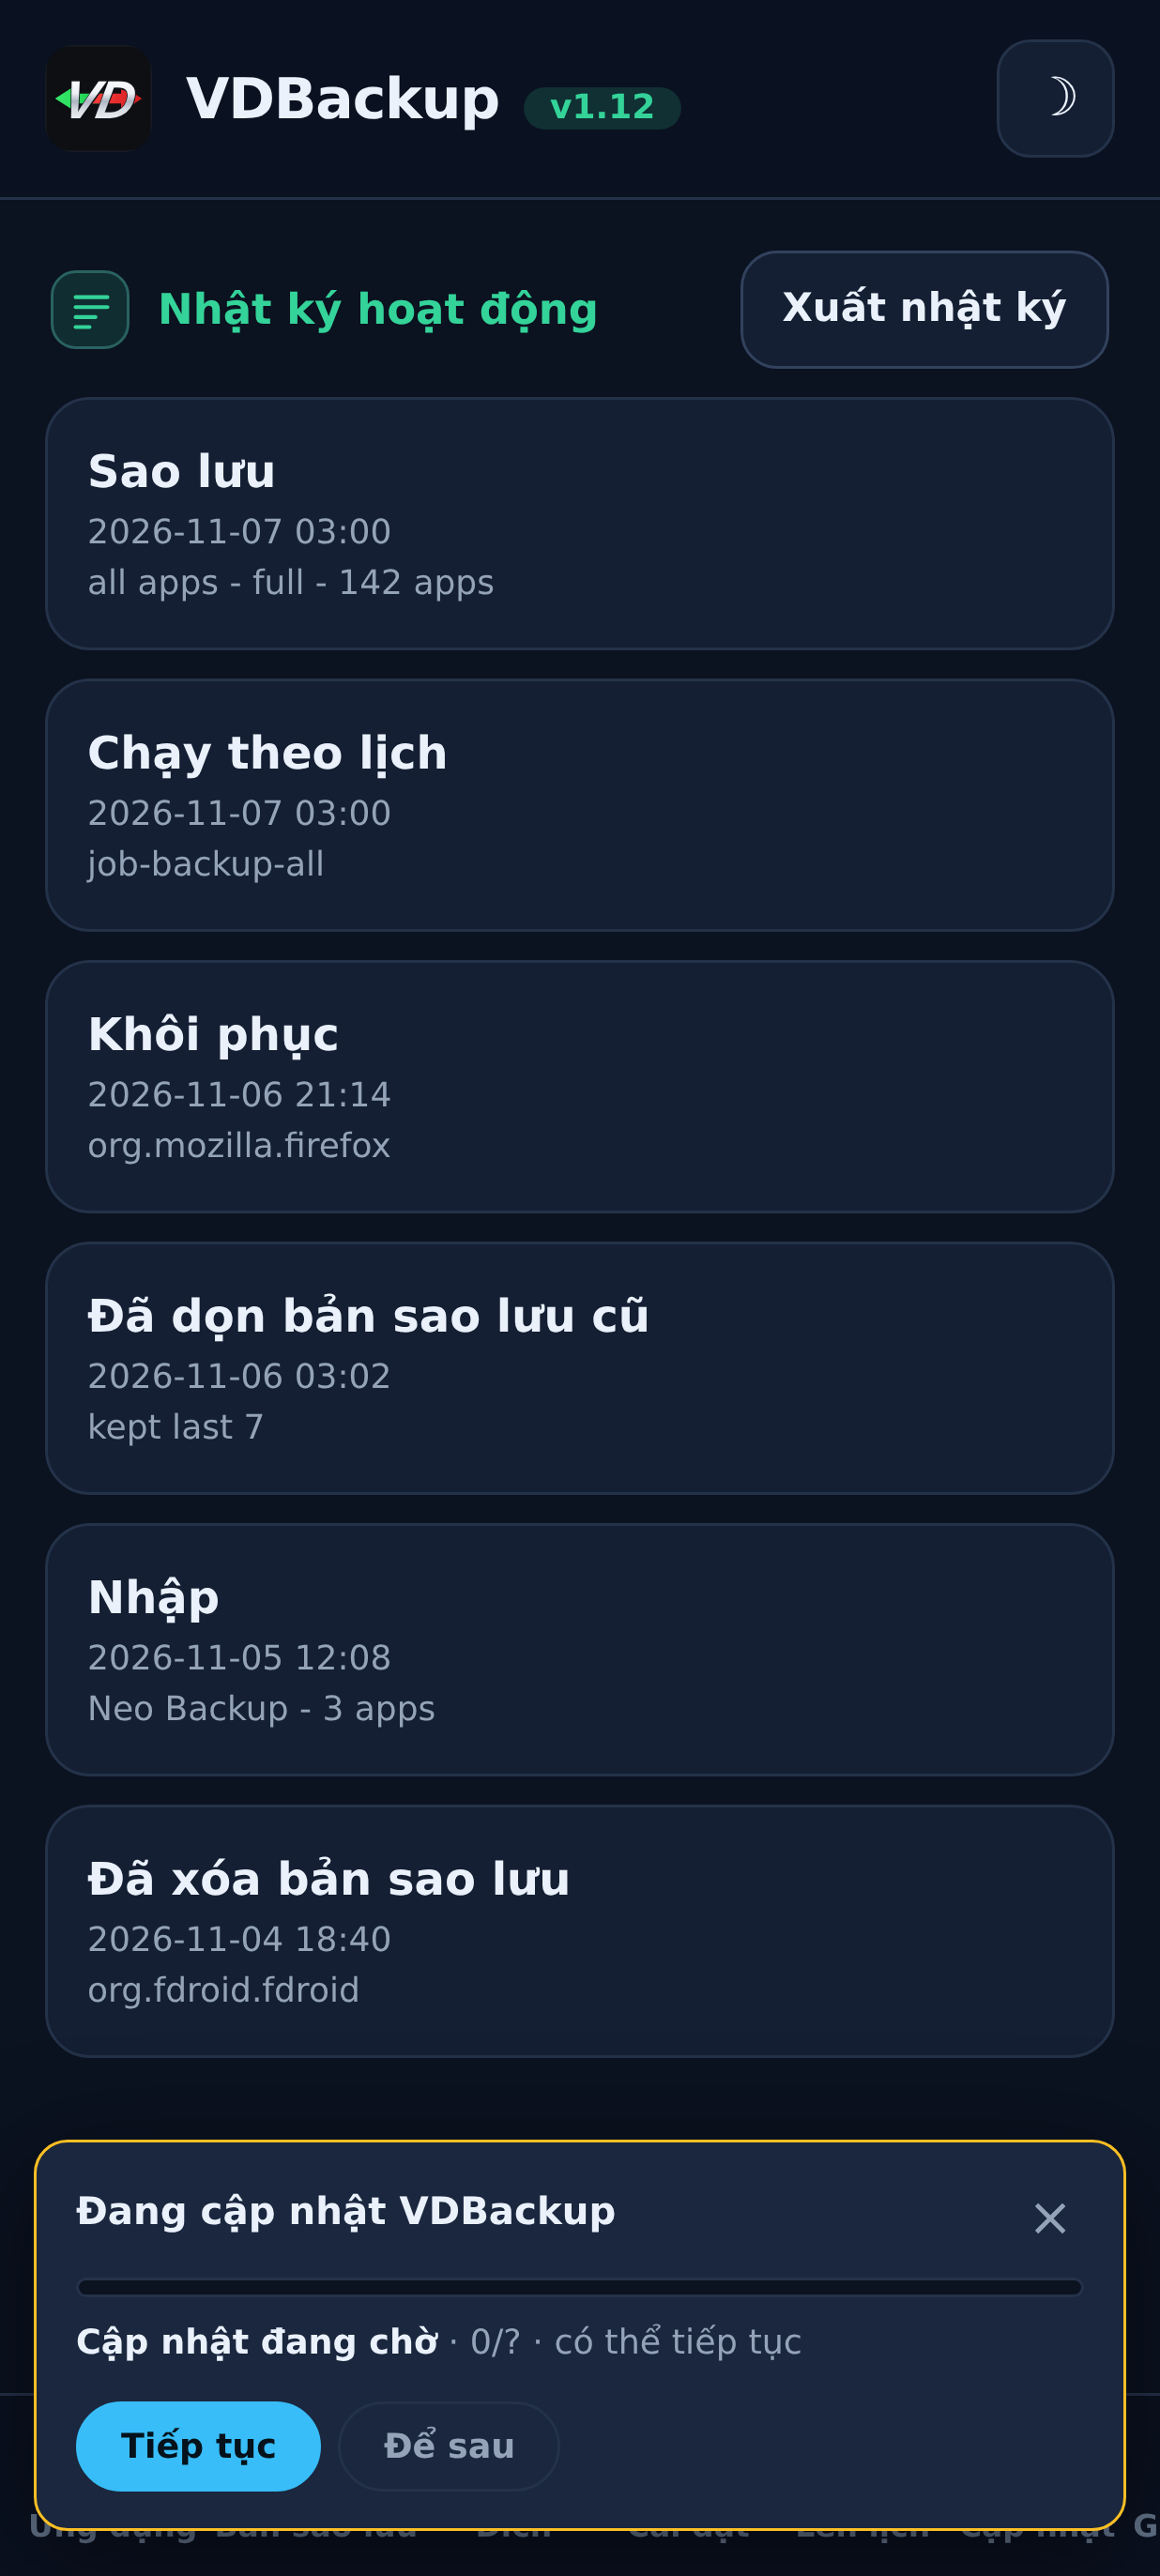 VD VDBackup v1.12
Nhật ký hoạt động
Xuất nhật ký
Sao lưu
2026-11-07 03:00
all apps - full - 142 apps
Chạy theo lịch
2026-11-07 03:00
job-backup-all
Khôi phục
2026-11-06 21:14
org.mozilla.firefox
Đã dọn bản sao lưu cũ
2026-11-06 03:02
kept last 7
Nhập
2026-11-05 12:08
Neo Backup - 3 apps
Đã xóa bản sao lưu
2026-11-04 18:40
org.fdroid.fdroid
Đang cập nhật VDBackup
Cập nhật đang chờ · 0/? · có thể tiếp tục
Tiếp tục
Để sau